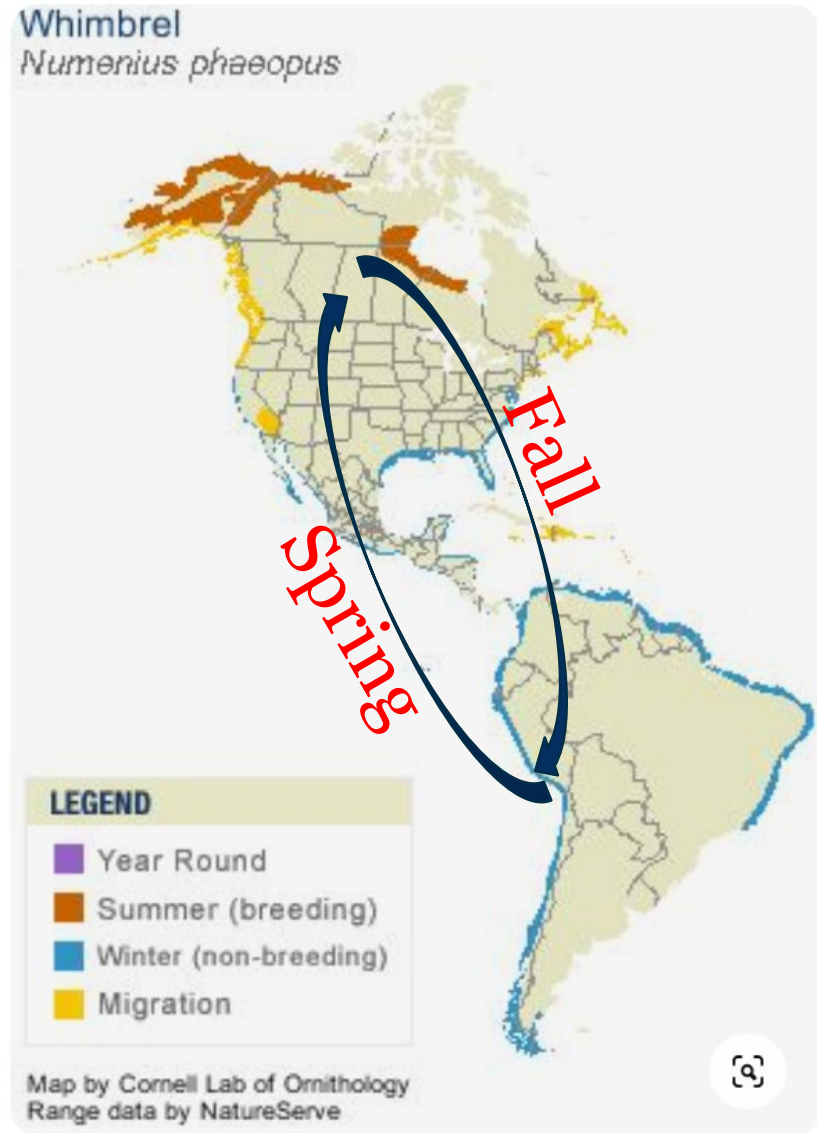 Whimbrel
Numenius phaeopus
Fall
Spring
LEGEND
Year Round
Summer (breeding)
Winter (non-breeding)
Migration
Map by Cornell Lab of Ornithology
Range data by NatureServe